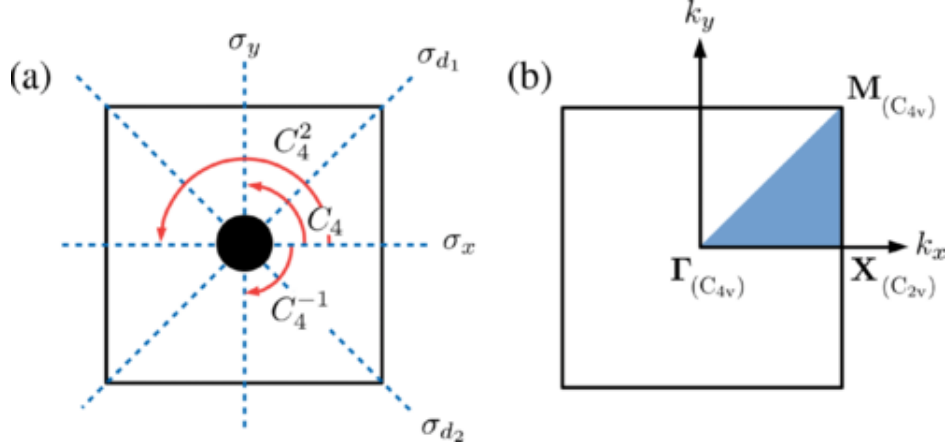 (a)
σ_y
σ_{d_1}
C_4^2
C_4
σ_x
C_4^{-1}
σ_{d_2}
(b)
k_y
M_{(C_{4v})}
k_x
Γ_{(C_{4v})}
X_{(C_{2v})}